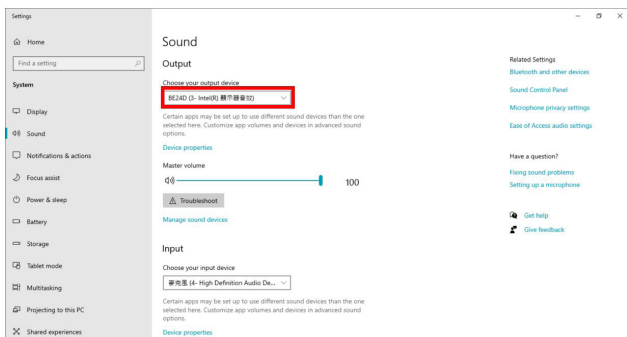 Settings
Home
Find a setting
System
Display
Sound
Notifications & actions
Focus assist
Power & sleep
Battery
Storage
Tablet mode
Multitasking
Projecting to this PC
Shared experiences
Sound
Output
Choose your output device
BE24D (3- Intel(R) 顯示器音效)
Certain apps may be set up to use different sound devices than the one
selected here. Customize app volumes and devices in advanced sound
options.
Device properties
Master volume
100
Troubleshoot
Manage sound devices
Input
Choose your input device
麥克風 (4- High Definition Audio De...
Certain apps may be set up to use different sound devices than the one
selected here. Customize app volumes and devices in advanced sound
options.
Device properties
Related Settings
Bluetooth and other devices
Sound Control Panel
Microphone privacy settings
Ease of Access audio settings
Have a question?
Fixing sound problems
Setting up a microphone
Get help
Give feedback